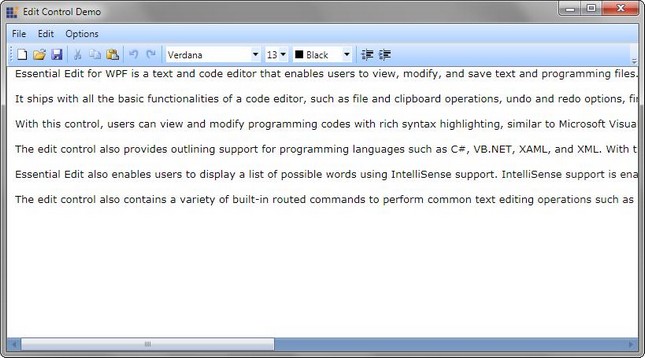 Edit Control Demo
File Edit Options
Verdana 13 Black
Essential Edit for WPF is a text and code editor that enables users to view, modify, and save text and programming files.
It ships with all the basic functionalities of a code editor, such as file and clipboard operations, undo and redo options,
With this control, users can view and modify programming codes with rich syntax highlighting, similar to Microsoft
The edit control also provides outlining support for programming languages such as C#, VB.NET, XAML, and XML. With
Essential Edit also enables users to display a list of possible words using IntelliSense support. IntelliSense support is
The edit control also contains a variety of built-in routed commands to perform common text editing operations such as